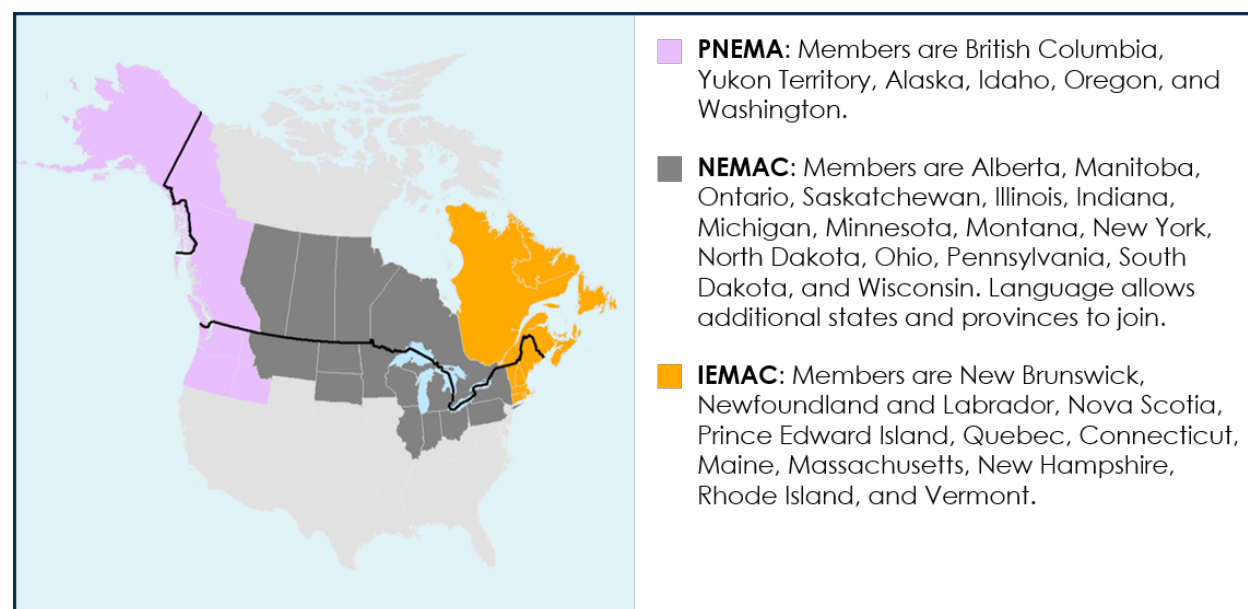 PNEMA: Members are British Columbia,
Yukon Territory, Alaska, Idaho, Oregon, and
Washington.
NEMAC: Members are Alberta, Manitoba,
Ontario, Saskatchewan, Illinois, Indiana,
Michigan, Minnesota, Montana, New York,
North Dakota, Ohio, Pennsylvania, South
Dakota, and Wisconsin. Language allows
additional states and provinces to join.
IEMAC: Members are New Brunswick,
Newfoundland and Labrador, Nova Scotia,
Prince Edward Island, Quebec, Connecticut,
Maine, Massachusetts, New Hampshire,
Rhode Island, and Vermont.